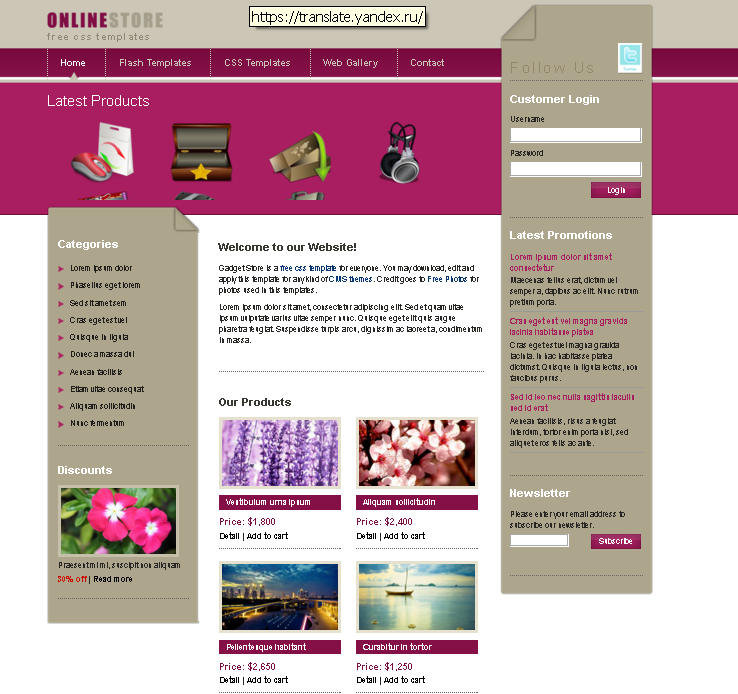 ONLINESTORE
free css templates
https://translate.yandex.ru/
Home
Flash Templates
CSS Templates
Web Gallery
Contact
Latest Products
Categories
Lorem ipsum dolor
Phasellus eget lorem
Sed sit amet sem
Cras eget est vel
Quisque in ligula
Donec a massa dui
Aenean facilisis
Etiam vitae consequat
Aliquam sollicitudin
Nunc fermentum
Discounts
Praesent mi mi, suscipit non aliquam
30% off | Read more
Welcome to our Website!
Gadget Store is a free css template for everyone. You may download, edit and
apply this template for any kind of CMS themes. Credit goes to Free Photos for
photos used in this templates.
Lorem ipsum dolor sit amet, consectetur adipiscing elit. Sed et quam vitae
ipsum vulputate varius vitae semper nunc. Quisque eget elit quis augue
pharetra feugiat. Suspendisse turpis arcu, dignissim ac laoreet a, condimentum
in massa.
Our Products
Vestibulum urna ipsum
Aliquam sollicitudin
Price: $1,800
Price: $2,400
Detail | Add to cart
Detail | Add to cart
Pellentesque habitant
Curabitur in tortor
Price: $2,650
Price: $1,250
Detail | Add to cart
Detail | Add to cart
Follow Us
Twitter
Customer Login
Username
Password
Login
Latest Promotions
Lorem ipsum dolor sit amet
consectetur
Maecenas tellus erat, dictum vel
semper a, dapibus ac elit. Nunc rutrum
pretium porta.
Cras eget est vel magna gravida
lacinia habitasse platea
Cras eget est vel magna gravida
lacinia. In hac habitasse platea
dictumst. Quisque in ligula lectus, non
faucibus purus.
Sed id leo nec nulla sagittis iaculis
sed id erat
Aenean facilisis, risus a feugiat
interdum, tortor enim porta nisl, sed
aliquet eros felis ac ante.
Newsletter
Please enter your email address to
subscribe our newsletter.
Subscribe